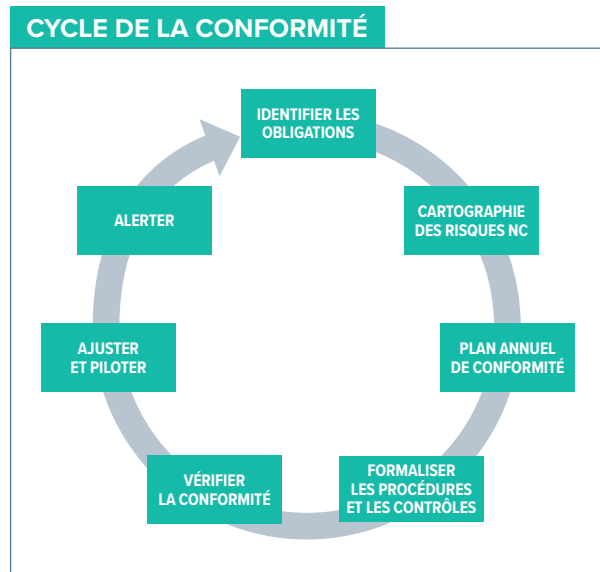 CYCLE DE LA CONFORMITÉ
IDENTIFIER LES
OBLIGATIONS
CARTOGRAPHIE
DES RISQUES NC
PLAN ANNUEL
DE CONFORMITÉ
FORMALISER
LES PROCÉDURES
ET LES CONTRÔLES
VÉRIFIER
LA CONFORMITÉ
AJUSTER
ET PILOTER
ALERTER